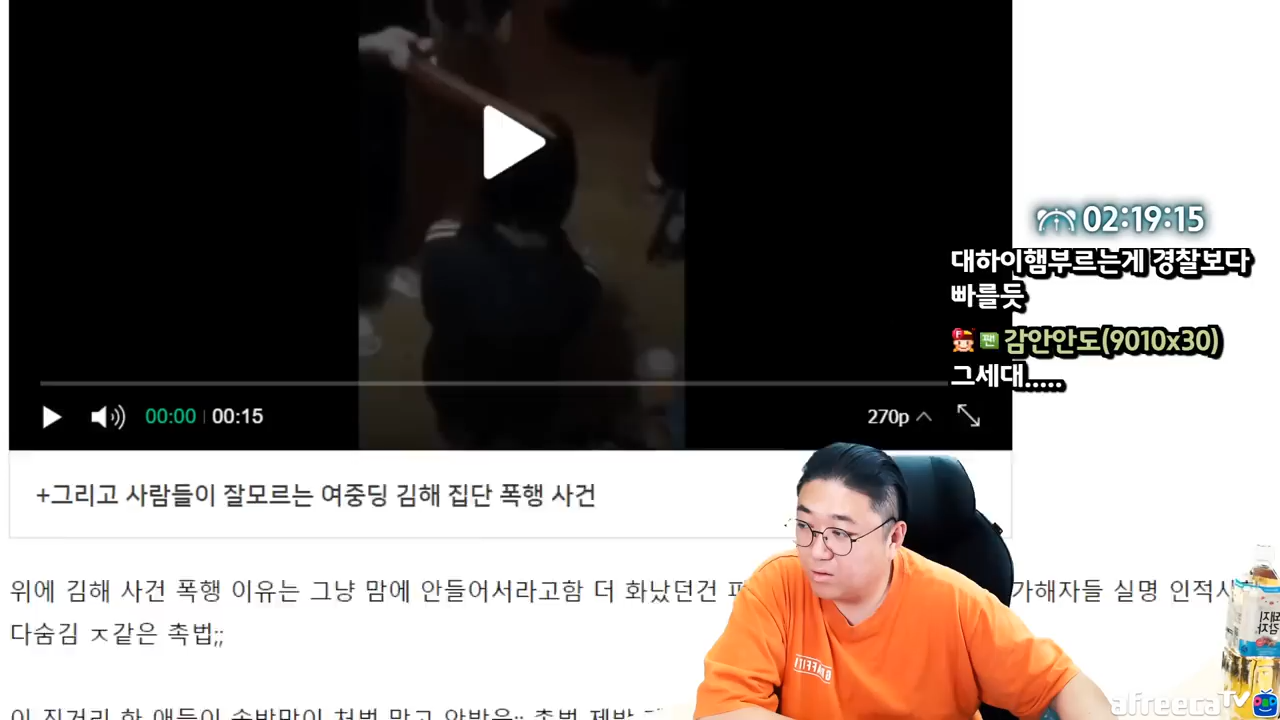 02:19:15
대하이햄부르는게 경찰보다
빠를듯
감안안도(9010x30)
그세대.....
00:00 00:15
270p
+그리고 사람들이 잘모르는 여중딩 김해 집단 폭행 사건
위에 김해 사건 폭행 이유는 그냥 맘에 안들어서라고함 더 화났던건 가해자들 실명
다숨김 ㅈ같은 촉법;;
afreecaTV